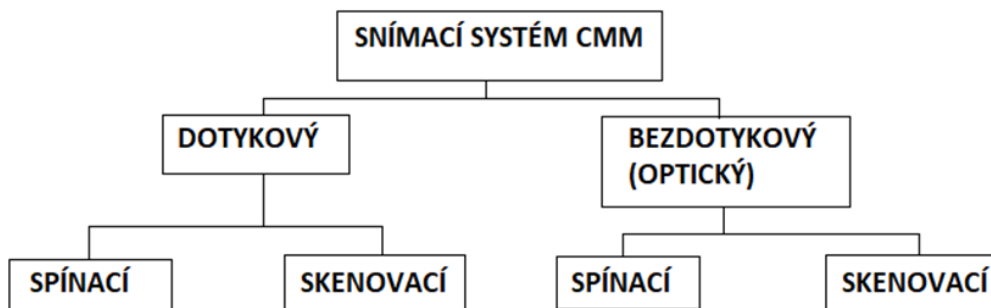 SNÍMACÍ SYSTÉM CMM
DOTYKOVÝ
BEZDOTYKOVÝ
(OPTICKÝ)
SPÍNACÍ
SKENOVACÍ
SPÍNACÍ
SKENOVACÍ